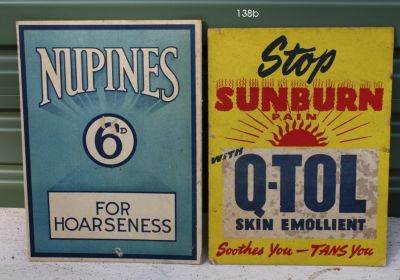 138b
NUPINES
6D
FOR
HOARSENESS
Stop
SUNBURN
PAIN
WITH
Q-TOL
SKIN EMOLLIENT
Soothes You — TANS You